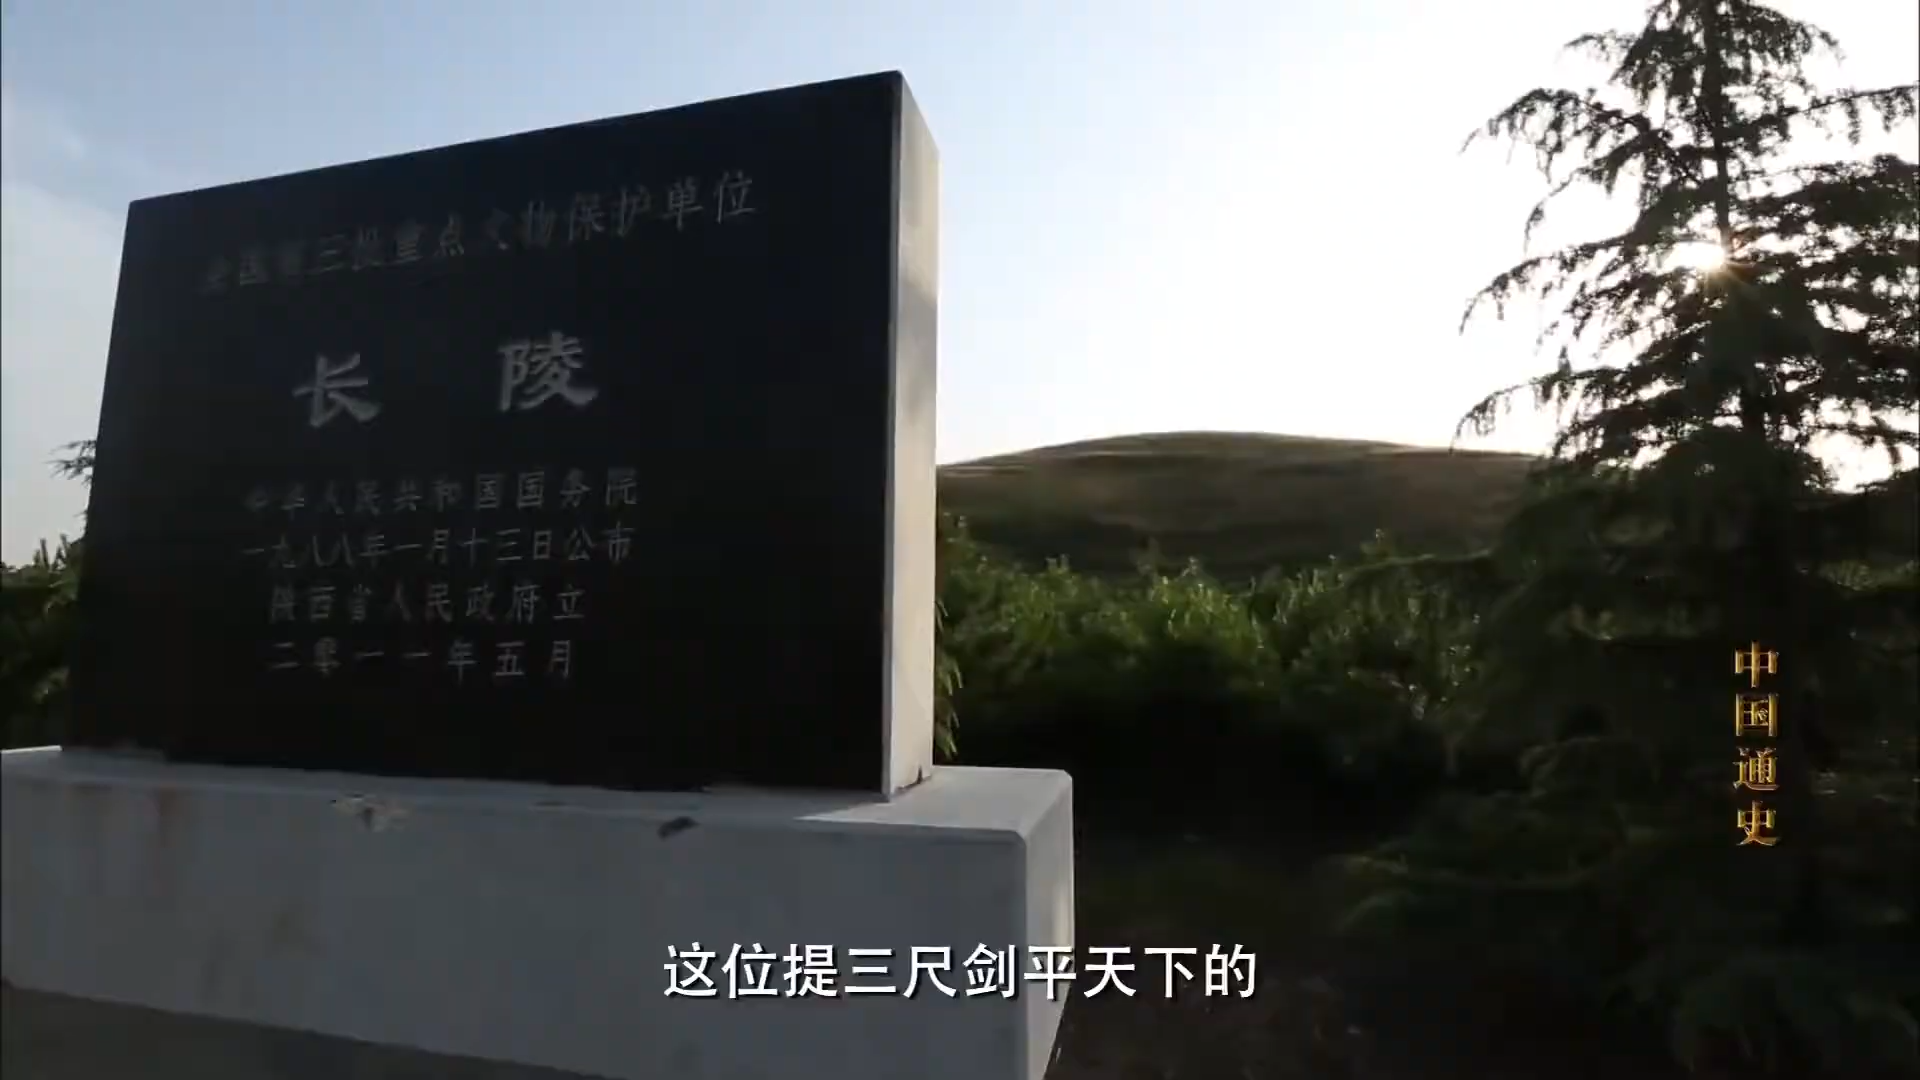 全国第三批重点文物保护单位
长 陵
中华人民共和国国务院
一九八八年一月十三日公布
陕西省人民政府立
二零一一年五月
中国通史
这位提三尺剑平天下的